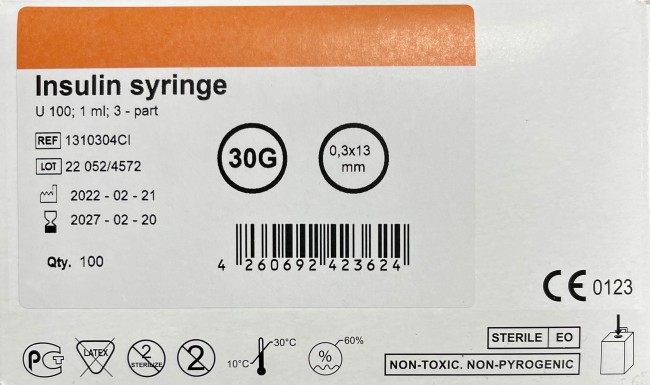 Insulin syringe
U 100; 1 ml; 3 - part
REF 1310304CI
LOT 22 052/4572
2022 - 02 - 21
2027 - 02 - 20
Qty. 100
30G
0,3x13
mm
4 260692 423624
CE 0123
РСТ
LATEX
2
STERILIZE
2
10°C
30°C
%
60%
STERILE EO
NON-TOXIC. NON-PYROGENIC